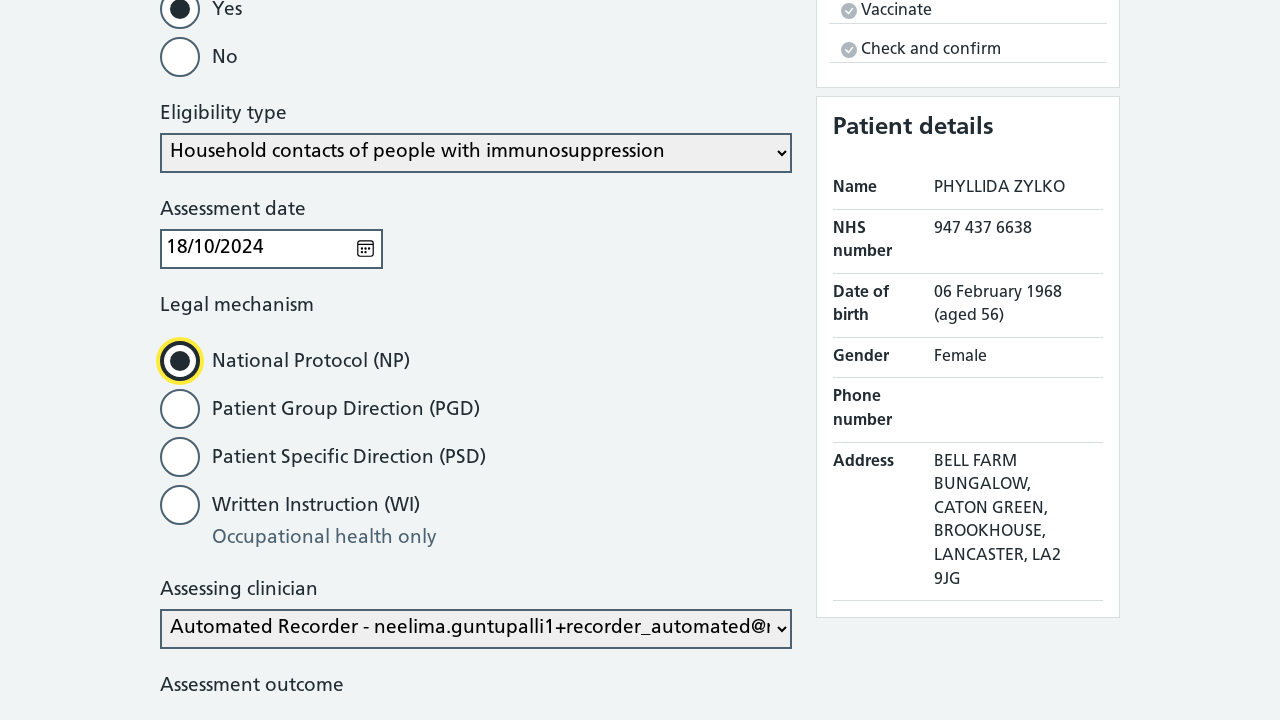 Yes
No
Eligibility type
Household contacts of people with immunosuppression
Assessment date
18/10/2024
Legal mechanism
National Protocol (NP)
Patient Group Direction (PGD)
Patient Specific Direction (PSD)
Written Instruction (WI)
Occupational health only
Assessing clinician
Automated Recorder - neelima.guntupalli1+recorder_automated@
Assessment outcome
Vaccinate
Check and confirm
Patient details
Name PHYLLIDA ZYLKO
NHS 947 437 6638
number
Date of 06 February 1968
birth (aged 56)
Gender Female
Phone
number
Address BELL FARM
BUNGALOW,
CATON GREEN,
BROOKHOUSE,
LANCASTER, LA2
9JG